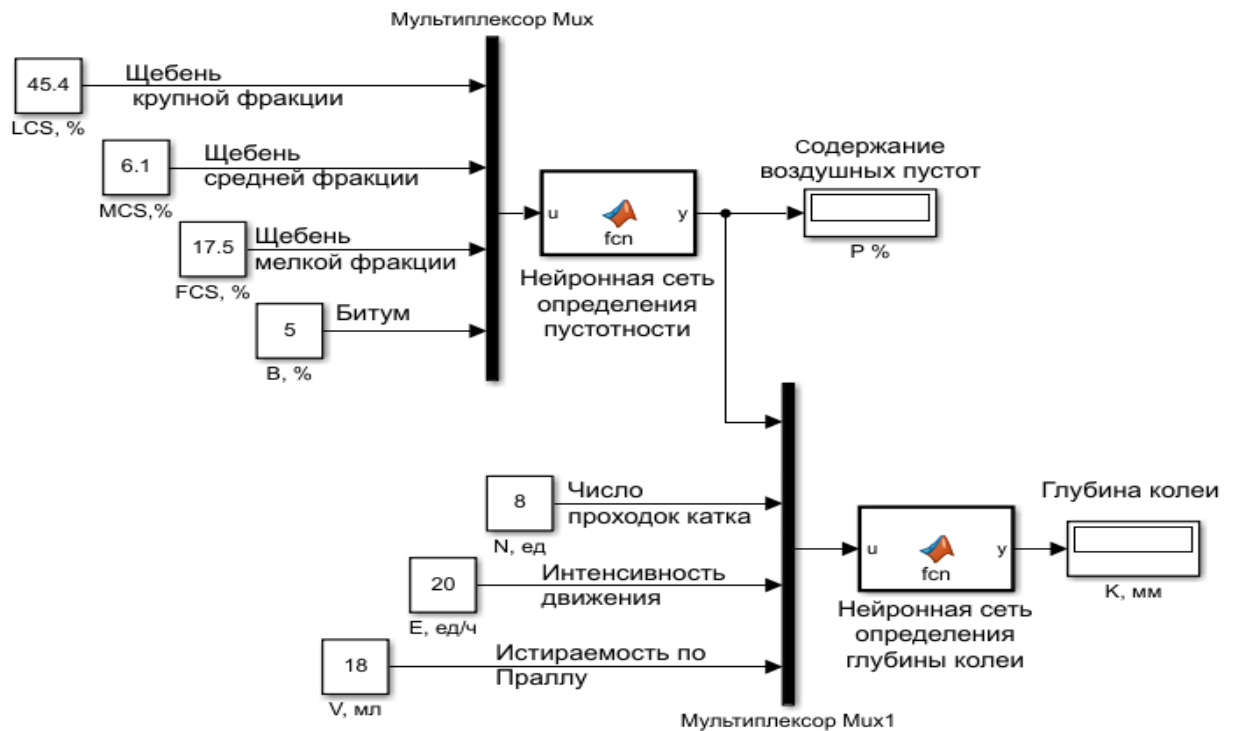 Мультиплексор Mux
45.4
LCS, %
Щебень
крупной фракции
6.1
MCS,%
Щебень
средней фракции
17.5
FCS, %
Щебень
мелкой фракции
5
B, %
Битум
u
fcn
y
Нейронная сеть
определения
пустотности
Содержание
воздушных пустот
P %
8
N, ед
Число
проходок катка
20
E, ед/ч
Интенсивность
движения
18
V, мл
Истираемость по
Праллу
Мультиплексор Mux1
u
fcn
y
Нейронная сеть
определения
глубины колеи
Глубина колеи
K, мм